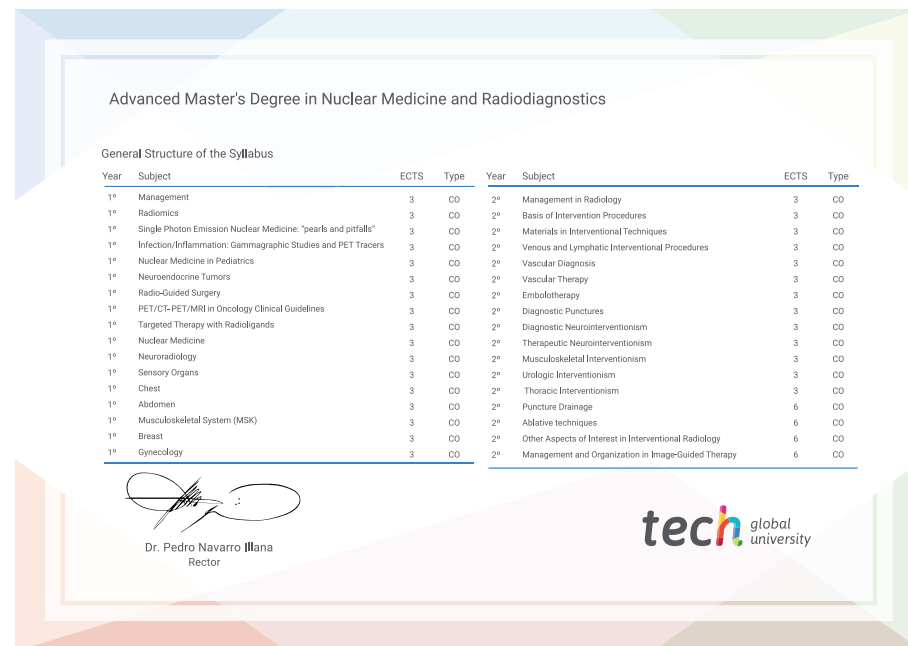 Advanced Master's Degree in Nuclear Medicine and Radiodiagnostics
General Structure of the Syllabus
Year Subject ECTS Type
1º Management 3 CO
1º Radiomics 3 CO
1º Single Photon Emission Nuclear Medicine: “pearls and pitfalls” 3 CO
1º Infection/Inflammation: Gammagraphic Studies and PET Tracers 3 CO
1º Nuclear Medicine in Pediatrics 3 CO
1º Neuroendocrine Tumors 3 CO
1º Radio-Guided Surgery 3 CO
1º PET/CT- PET/MRI in Oncology Clinical Guidelines 3 CO
1º Targeted Therapy with Radioligands 3 CO
1º Nuclear Medicine 3 CO
1º Neuroradiology 3 CO
1º Sensory Organs 3 CO
1º Chest 3 CO
1º Abdomen 3 CO
1º Musculoskeletal System (MSK) 3 CO
1º Breast 3 CO
1º Gynecology 3 CO
Year Subject ECTS Type
2º Management in Radiology 3 CO
2º Basis of Intervention Procedures 3 CO
2º Materials in Interventional Techniques 3 CO
2º Venous and Lymphatic Interventional Procedures 3 CO
2º Vascular Diagnosis 3 CO
2º Vascular Therapy 3 CO
2º Embolotherapy 3 CO
2º Diagnostic Punctures 3 CO
2º Diagnostic Neurointerventionism 3 CO
2º Therapeutic Neurointerventionism 3 CO
2º Musculoskeletal Interventionism 3 CO
2º Urologic Interventionism 3 CO
2º Thoracic Interventionism 3 CO
2º Puncture Drainage 6 CO
2º Ablative techniques 6 CO
2º Other Aspects of Interest in Interventional Radiology 6 CO
2º Management and Organization in Image-Guided Therapy 6 CO
Dr. Pedro Navarro Illana
Rector
tech global
university